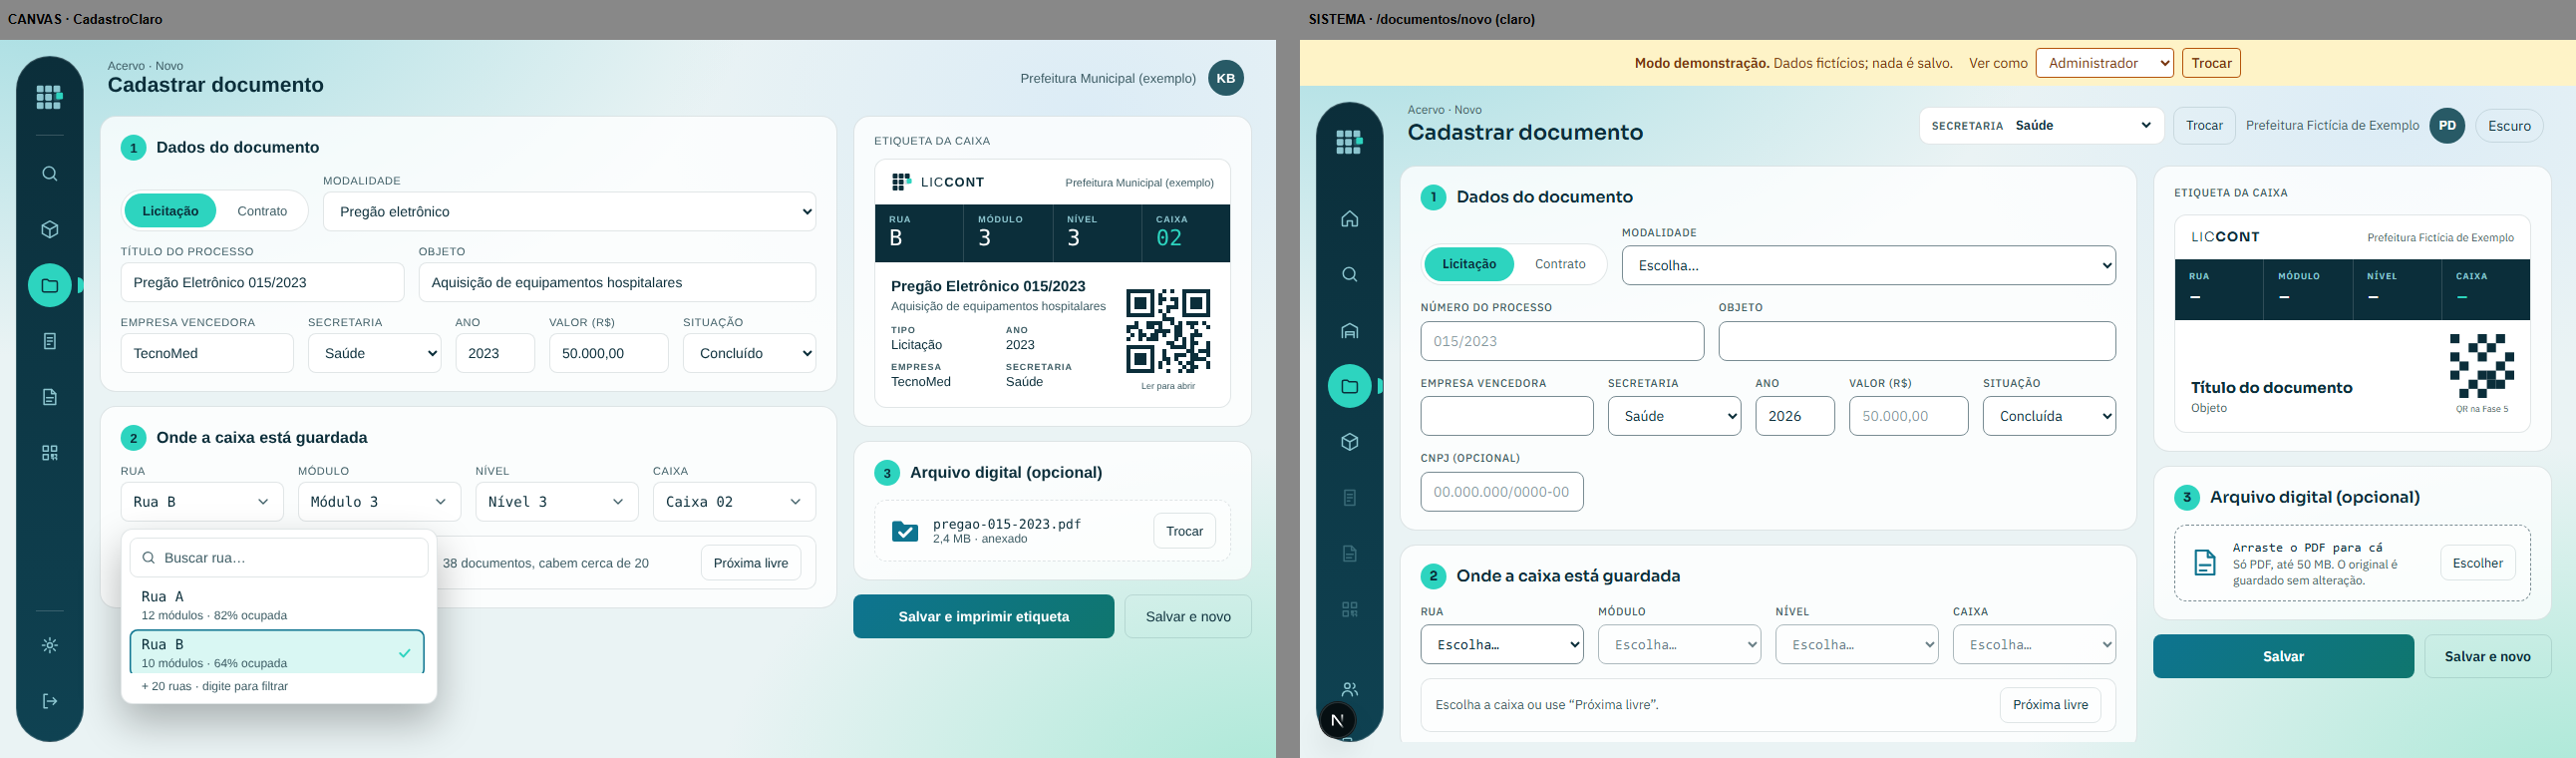 CANVAS · CadastroClaro
Acervo · Novo
Cadastrar documento
Prefeitura Municipal (exemplo)
KB
1 Dados do documento
Licitação
Contrato
MODALIDADE
Pregão eletrônico
TÍTULO DO PROCESSO
OBJETO
Pregão Eletrônico 015/2023
Aquisição de equipamentos hospitalares
EMPRESA VENCEDORA
SECRETARIA
ANO
VALOR (R$)
SITUAÇÃO
TecnoMed
Saúde
2023
50.000,00
Concluído
2 Onde a caixa está guardada
RUA
MÓDULO
NÍVEL
CAIXA
Rua B
Módulo 3
Nível 3
Caixa 02
Buscar rua…
38 documentos, cabem cerca de 20
Próxima livre
Rua A
12 módulos · 82% ocupada
Rua B
10 módulos · 64% ocupada
+ 20 ruas · digite para filtrar
ETIQUETA DA CAIXA
LICCONT
Prefeitura Municipal (exemplo)
RUA
MÓDULO
NÍVEL
CAIXA
B
3
3
02
Pregão Eletrônico 015/2023
Aquisição de equipamentos hospitalares
TIPO
ANO
Licitação
2023
EMPRESA
SECRETARIA
TecnoMed
Saúde
Ler para abrir
3 Arquivo digital (opcional)
pregao-015-2023.pdf
2,4 MB · anexado
Trocar
Salvar e imprimir etiqueta
Salvar e novo
SISTEMA · /documentos/novo (claro)
Modo demonstração. Dados fictícios; nada é salvo.
Ver como
Administrador
Trocar
Acervo · Novo
Cadastrar documento
SECRETARIA Saúde
Trocar
Prefeitura Fictícia de Exemplo
PD
Escuro
1 Dados do documento
Licitação
Contrato
MODALIDADE
Escolha...
NÚMERO DO PROCESSO
OBJETO
015/2023
EMPRESA VENCEDORA
SECRETARIA
ANO
VALOR (R$)
SITUAÇÃO
Saúde
2026
50.000,00
Concluída
CNPJ (OPCIONAL)
00.000.000/0000-00
2 Onde a caixa está guardada
RUA
MÓDULO
NÍVEL
CAIXA
Escolha…
Escolha…
Escolha…
Escolha…
Escolha a caixa ou use “Próxima livre”.
Próxima livre
N
ETIQUETA DA CAIXA
LICCONT
Prefeitura Fictícia de Exemplo
RUA
MÓDULO
NÍVEL
CAIXA
–
–
–
–
Título do documento
Objeto
QR na Fase 5
3 Arquivo digital (opcional)
Arraste o PDF para cá
Só PDF, até 50 MB. O original é
guardado sem alteração.
Escolher
Salvar
Salvar e novo